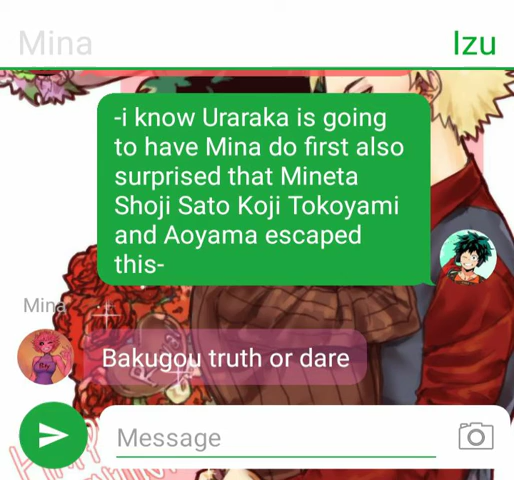 Mina
Izu
-i know Uraraka is going
to have Mina do first also
surprised that Mineta
Shoji Sato Koji Tokoyami
and Aoyama escaped
this-
Mina
Bakugou truth or dare
Message